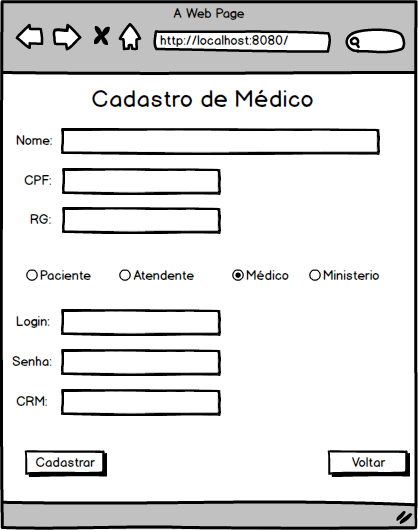 A Web Page
http://localhost:8080/
Cadastro de Médico
Nome:
CPF:
RG:
Paciente Atendente Médico Ministerio
Login:
Senha:
CRM:
Cadastrar Voltar